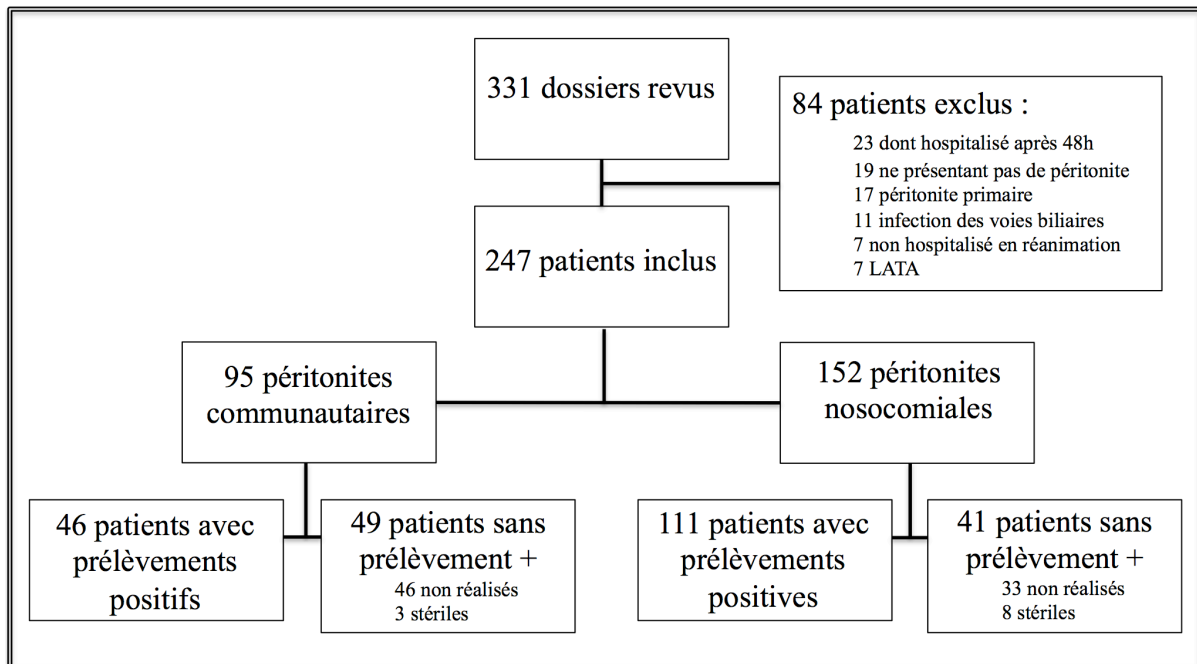 331 dossiers revus
84 patients exclus :
23 dont hospitalisé après 48h
19 ne présentant pas de péritonite
17 péritonite primaire
11 infection des voies biliaires
7 non hospitalisé en réanimation
7 LATA
247 patients inclus
95 péritonites
communautaires
152 péritonites
nosocomiales
46 patients avec
prélèvements
positifs
49 patients sans
prélèvement +
46 non réalisés
3 stériles
111 patients avec
prélèvements
positives
41 patients sans
prélèvement +
33 non réalisés
8 stériles